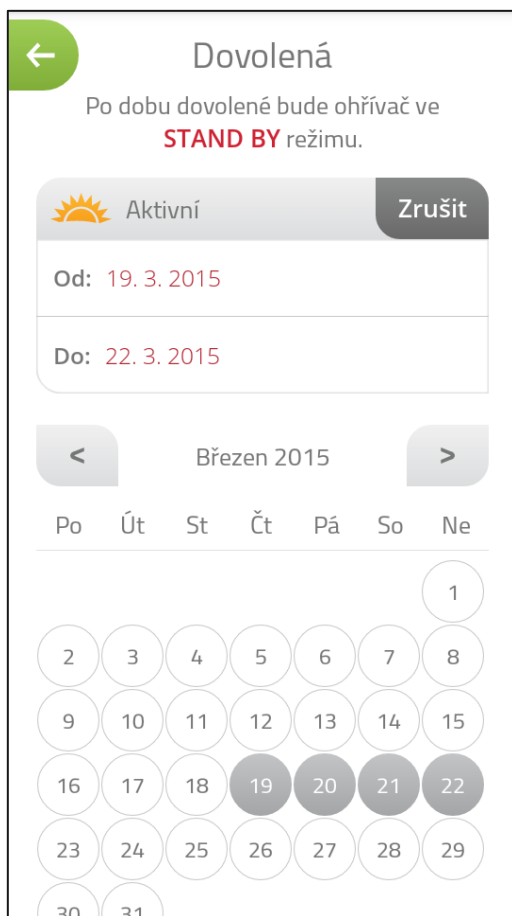 Dovolená
Po dobu dovolené bude ohřívač ve
STAND BY režimu.
Aktivní Zrušit
Od: 19. 3. 2015
Do: 22. 3. 2015
< Březen 2015 >
Po Út St Čt Pá So Ne
1
2 3 4 5 6 7 8
9 10 11 12 13 14 15
16 17 18 19 20 21 22
23 24 25 26 27 28 29
30 31